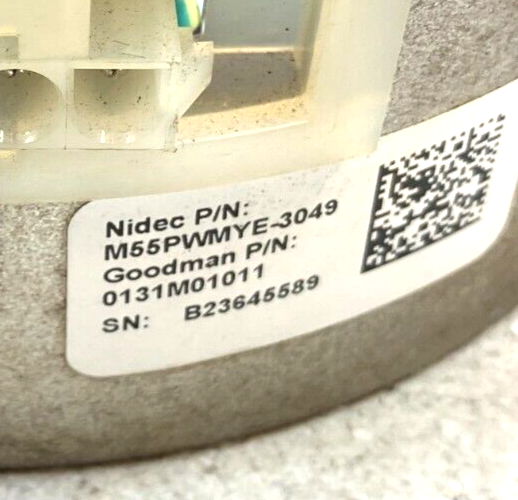 Nidec P/N:
M55PWMYE-3049
Goodman P/N:
0131M01011
SN: B23645589